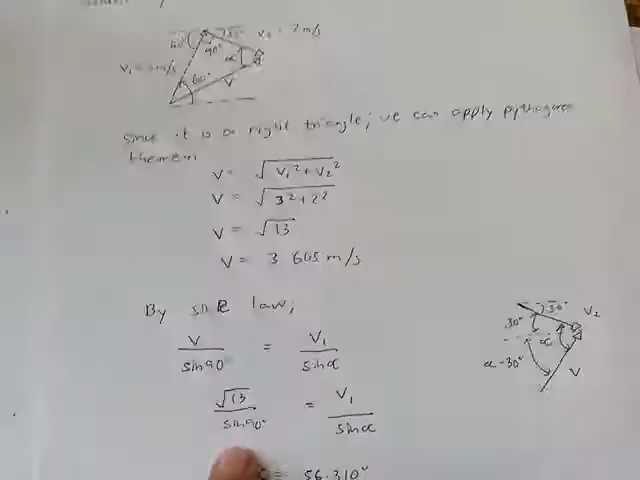 30° V₂ = 2 m/s
60° 90° α
V₁ = 3 m/s
60° V
since it is a right triangle; we can apply pythagores
theorem
V = √V₁² + V₂²
V = √3² + 2²
V = √13
V = 3 605 m/s
By sine law;
V / sin90° = V₁ / sinα
√13 / sin90° = V₁ / sinα
= 56.310°
30° V₂
30° α
α - 30° V